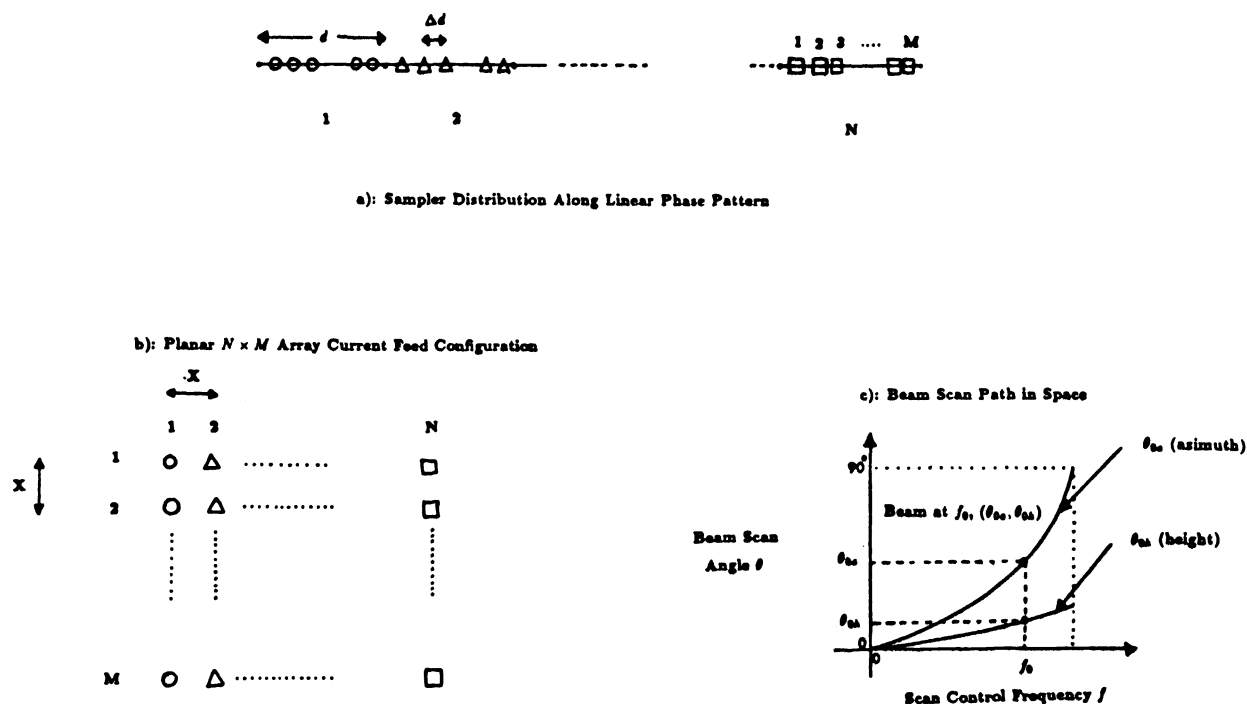 Δd
d
1 2 3 .... M
1 2
N
a): Sampler Distribution Along Linear Phase Pattern
b): Planar N × M Array Current Feed Configuration
X
1 2 N
1
X
2
M
c): Beam Scan Path in Space
θ₀ₐ (azimuth)
90°
Beam at f₀, (θ₀ₐ, θ₀ₕ)
θ₀ₕ (height)
Beam Scan
Angle θ
θ₀ₐ
θ₀ₕ
0
0
f₀
Scan Control Frequency f